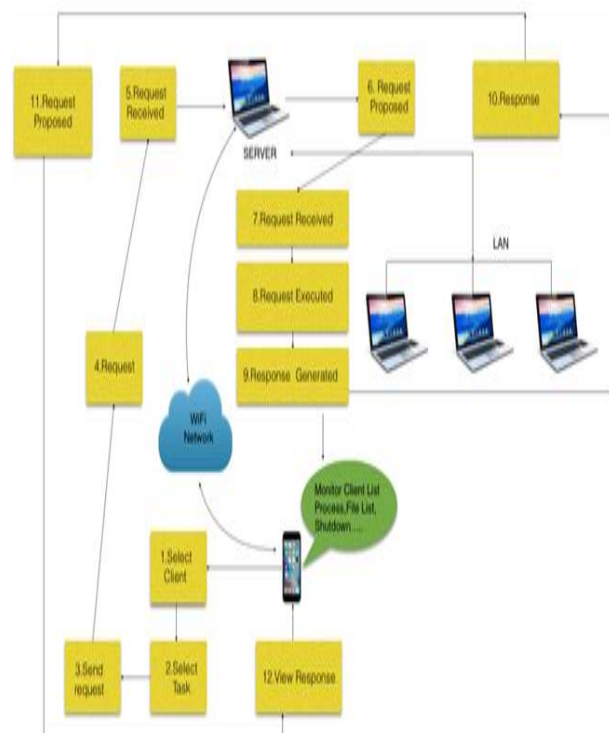 11.Request
Proposed
5.Request
Received
6. Request
Proposed
10.Response
SERVER
7.Request Received
LAN
8.Request Executed
4.Request
9.Response Generated
WiFi
Network
Monitor Client List
Process,File List,
Shutdown.....
1.Select
Client
3.Send
request
2.Select
Task
12.View Response